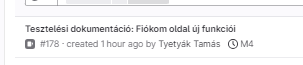 Tesztelési dokumentáció: Fiókom oldal új funkciói
#178 · created 1 hour ago by Tyetyák Tamás M4